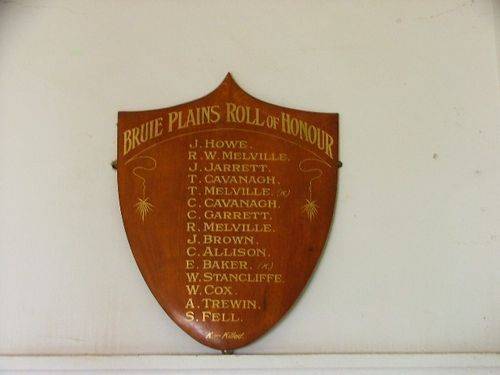 BRUIE PLAINS ROLL OF HONOUR
J. HOWE.
R. W. MELVILLE.
J. JARRETT.
T. CAVANAGH.
T. MELVILLE. (K)
C. CAVANAGH.
C. GARRETT.
R. MELVILLE.
J. BROWN.
C. ALLISON.
E. BAKER. (K)
W. STANCLIFFE.
W. COX.
A. TREWIN.
S. FELL.
K — Killed.